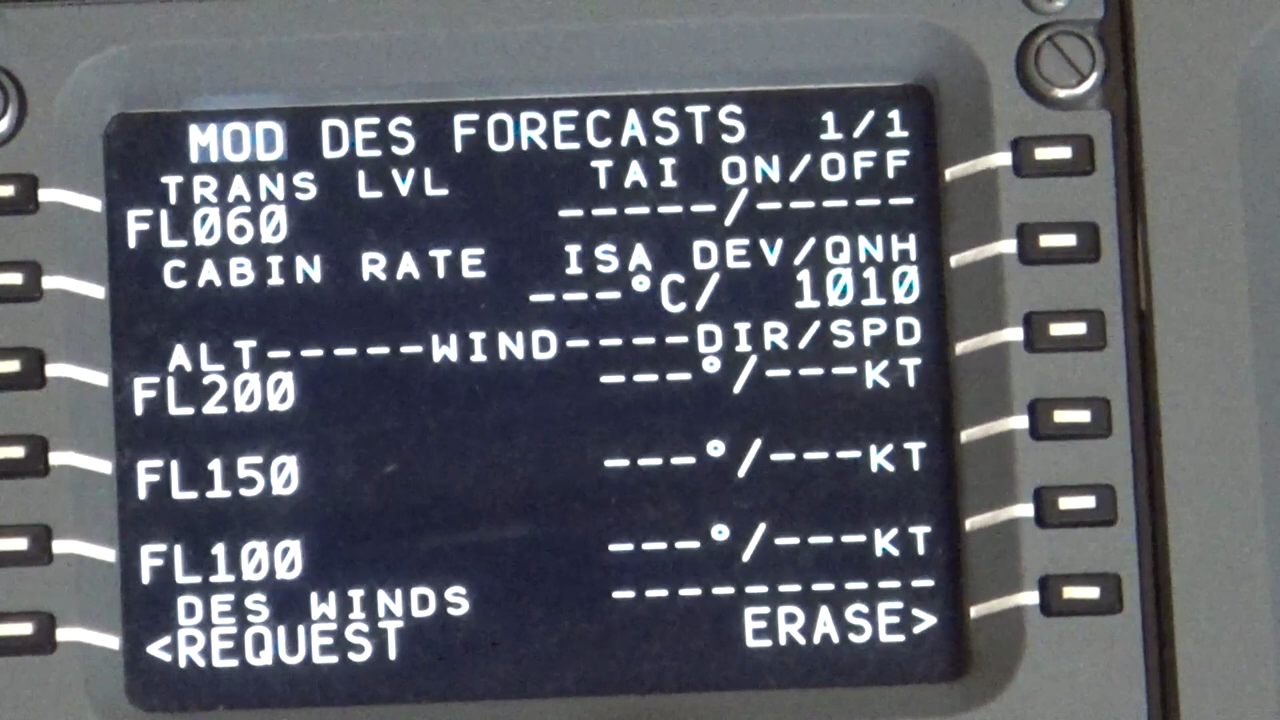 MOD DES FORECASTS 1/1
TRANS LVL TAI ON/OFF
FL060 -----/-----
CABIN RATE ISA DEV/QNH
---°C/ 1010
ALT-----WIND----DIR/SPD
FL200 ---°/---KT
FL150 ---°/---KT
FL100 ---°/---KT
DES WINDS -----------
<REQUEST ERASE>